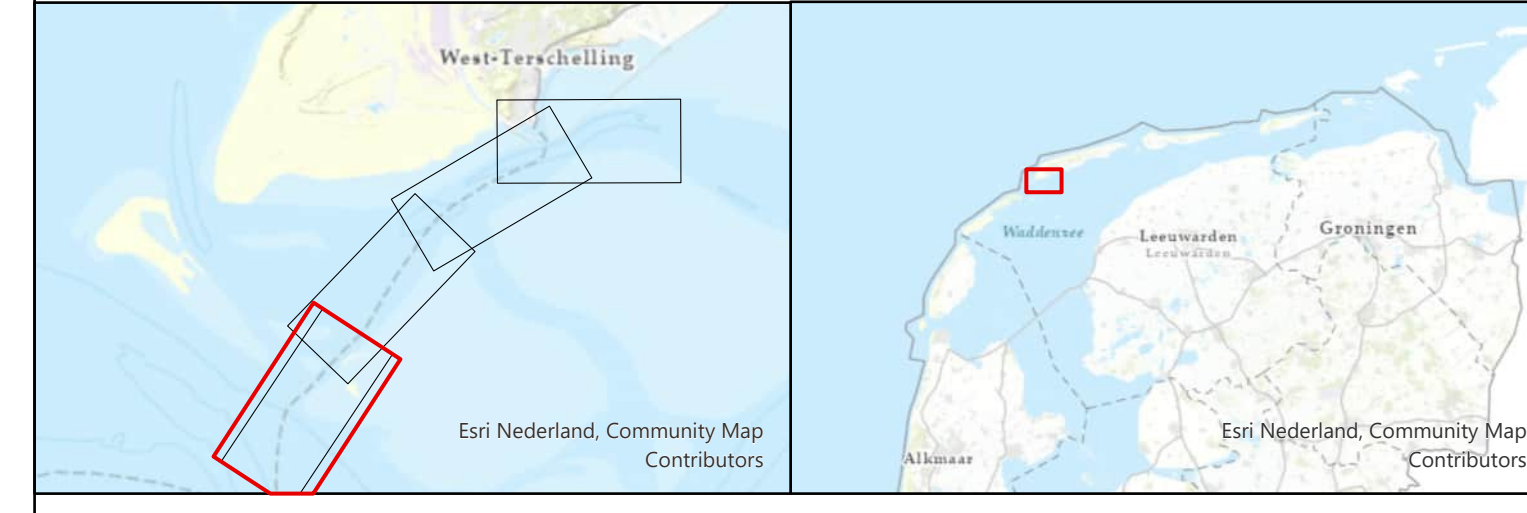 West-Terschelling
Esri Nederland, Community Map
Contributors
Waddenzee
Leeuwarden
Leeuwarden
Groningen
Alkmaar
Esri Nederland, Community Map
Contributors